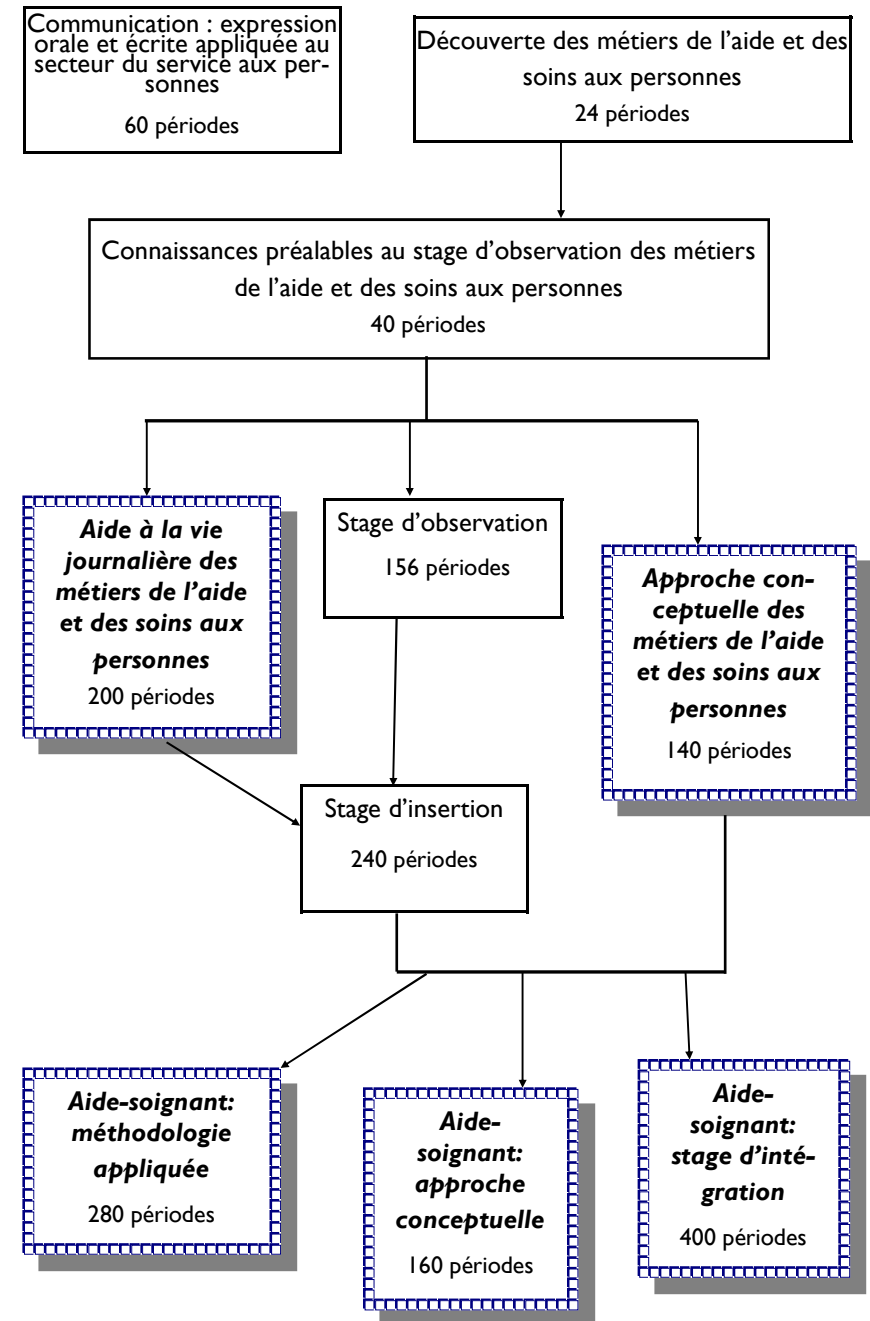 Communication : expression
orale et écrite appliquée au
secteur du service aux per-
sonnes
60 périodes
Découverte des métiers de l’aide et des
soins aux personnes
24 périodes
Connaissances préalables au stage d’observation des métiers
de l’aide et des soins aux personnes
40 périodes
Aide à la vie
journalière des
métiers de l’aide
et des soins aux
personnes
200 périodes
Stage d’observation
156 périodes
Approche con-
ceptuelle des
métiers de l’aide
et des soins aux
personnes
140 périodes
Stage d’insertion
240 périodes
Aide-soignant:
méthodologie
appliquée
280 périodes
Aide-
soignant:
approche
conceptuelle
160 périodes
Aide-
soignant:
stage d’inté-
gration
400 périodes